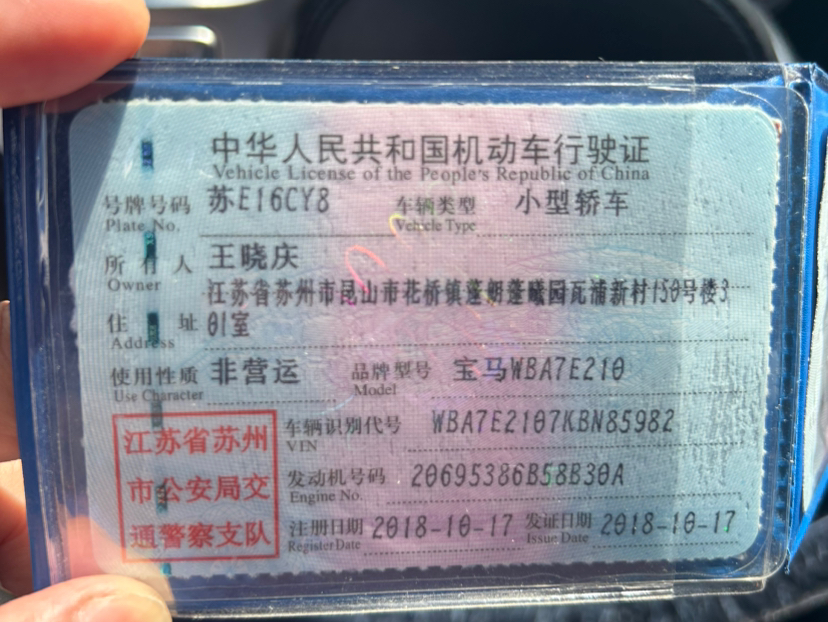 中华人民共和国机动车行驶证
Vehicle License of the People's Republic of China
号牌号码 苏E16CY8 车辆类型 小型轿车
Plate No. Vehicle Type
所有人 王晓庆
Owner
江苏省苏州市昆山市花桥镇蓬朗蓬曦园瓦浦新村150号楼3
住址 01室
Address
使用性质 非营运 品牌型号 宝马WBA7E210
Use Character Model
车辆识别代号 WBA7E2107KBN85982
VIN
发动机号码 20695386B58B30A
Engine No.
注册日期 2018-10-17 发证日期 2018-10-17
Register Date Issue Date
江苏省苏州
市公安局交
通警察支队